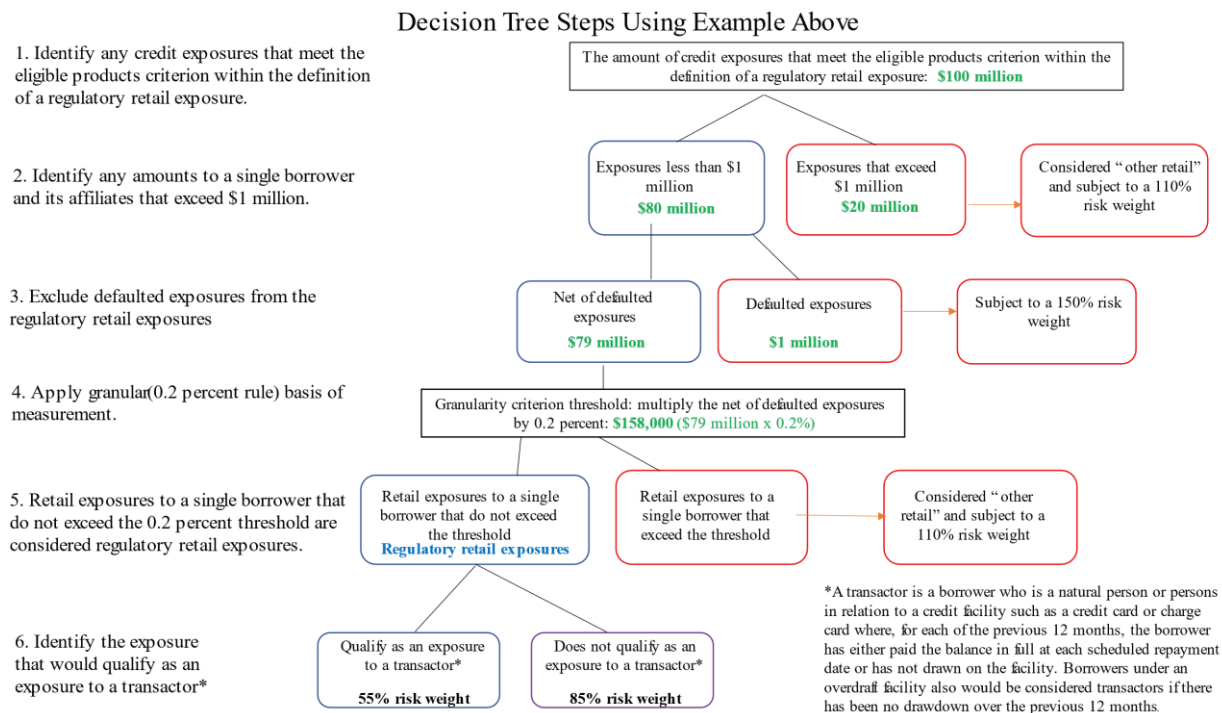 Decision Tree Steps Using Example Above
1. Identify any credit exposures that meet the
eligible products criterion within the definition
of a regulatory retail exposure.
The amount of credit exposures that meet the eligible products criterion within the
definition of a regulatory retail exposure: $100 million
2. Identify any amounts to a single borrower
and its affiliates that exceed $1 million.
Exposures less than $1
million
$80 million
Exposures that exceed
$1 million
$20 million
Considered “other retail”
and subject to a 110%
risk weight
3. Exclude defaulted exposures from the
regulatory retail exposures
Net of defaulted
exposures
$79 million
Defaulted exposures
$1 million
Subject to a 150% risk
weight
4. Apply granular(0.2 percent rule) basis of
measurement.
Granularity criterion threshold: multiply the net of defaulted exposures
by 0.2 percent: $158,000 ($79 million x 0.2%)
5. Retail exposures to a single borrower that
do not exceed the 0.2 percent threshold are
considered regulatory retail exposures.
Retail exposures to a single
borrower that do not exceed
the threshold
Regulatory retail exposures
Retail exposures to a
single borrower that
exceed the threshold
Considered “other
retail” and subject to a
110% risk weight
6. Identify the exposure
that would qualify as an
exposure to a transactor*
Qualify as an exposure
to a transactor*
55% risk weight
Does not qualify as an
exposure to a transactor*
85% risk weight
*A transactor is a borrower who is a natural person or persons
in relation to a credit facility such as a credit card or charge
card where, for each of the previous 12 months, the borrower
has either paid the balance in full at each scheduled repayment
date or has not drawn on the facility. Borrowers under an
overdraft facility also would be considered transactors if there
has been no drawdown over the previous 12 months.